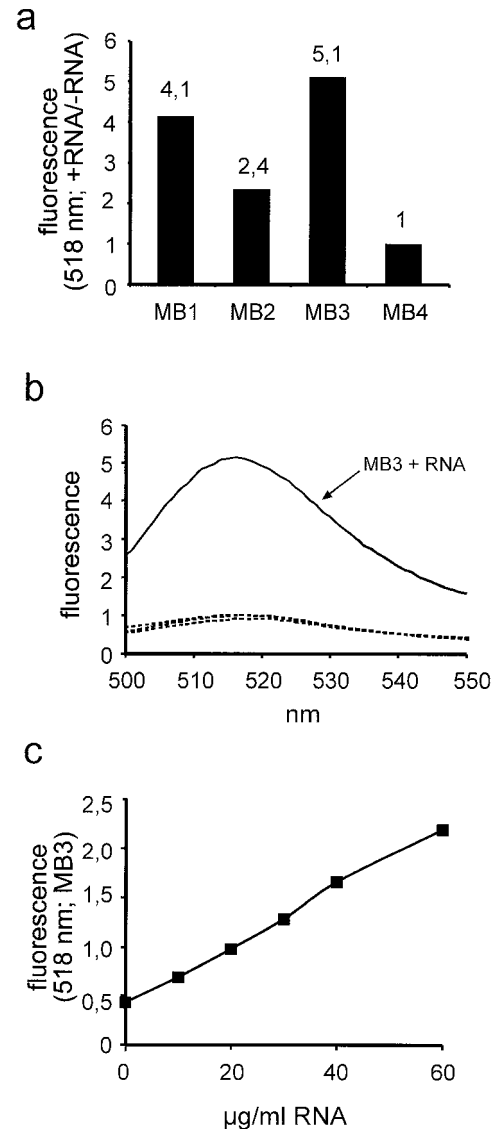 a
fluorescence
(518 nm; +RNA/-RNA)
6
5
4
3
2
1
0
4,1
2,4
5,1
1
MB1 MB2 MB3 MB4
b
fluorescence
6
5
4
3
2
1
0
MB3 + RNA
500 510 520 530 540 550
nm
c
fluorescence
(518 nm; MB3)
2,5
2,0
1,5
1,0
0,5
0
0 20 40 60
µg/ml RNA